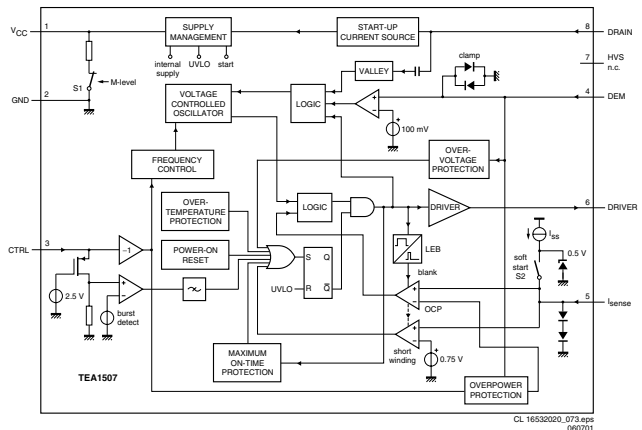 VCC 1
SUPPLY
MANAGEMENT
START-UP
CURRENT SOURCE
8 DRAIN
internal
supply
UVLO
start
clamp
7 HVS
n.c.
VALLEY
M-level
S1
GND 2
VOLTAGE
CONTROLLED
OSCILLATOR
LOGIC
4 DEM
100 mV
FREQUENCY
CONTROL
OVER-
VOLTAGE
PROTECTION
OVER-
TEMPERATURE
PROTECTION
LOGIC
DRIVER
6 DRIVER
CTRL 3
−1
POWER-ON
RESET
S Q
UVLO R Q
LEB
blank
Iss
soft
start
S2
0.5 V
2.5 V
burst
detect
OCP
5 Isense
short
winding
0.75 V
MAXIMUM
ON-TIME
PROTECTION
TEA1507
OVERPOWER
PROTECTION
CL 16532020_073.eps
060701